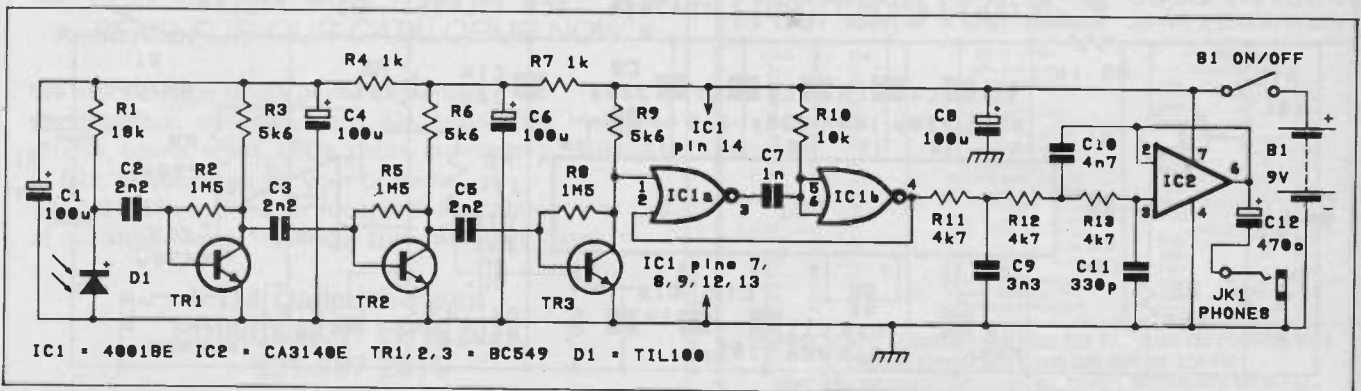 R4 1k
R7 1k
B1 ON/OFF
R1
10k
R3
5k6
C4
100u
R6
5k6
C6
100u
R9
5k6
IC1
pin 14
R10
10k
C8
100u
C10
4n7
2
7
B1
9V
IC2
6
C2
2n2
R2
1M5
C3
2n2
R5
1M5
C5
2n2
R8
1M5
1
2
IC1a
3
C7
1n
5
6
IC1b
4
R11
4k7
R12
4k7
R13
4k7
3
4
C1
100u
C12
470u
D1
TR1
TR2
TR3
IC1 pins 7,
8,9,12,13
C9
3n3
C11
330p
JK1
PHONES
IC1 = 4001BE IC2 = CA3140E TR1,2,3 = BC549 D1 = TIL100